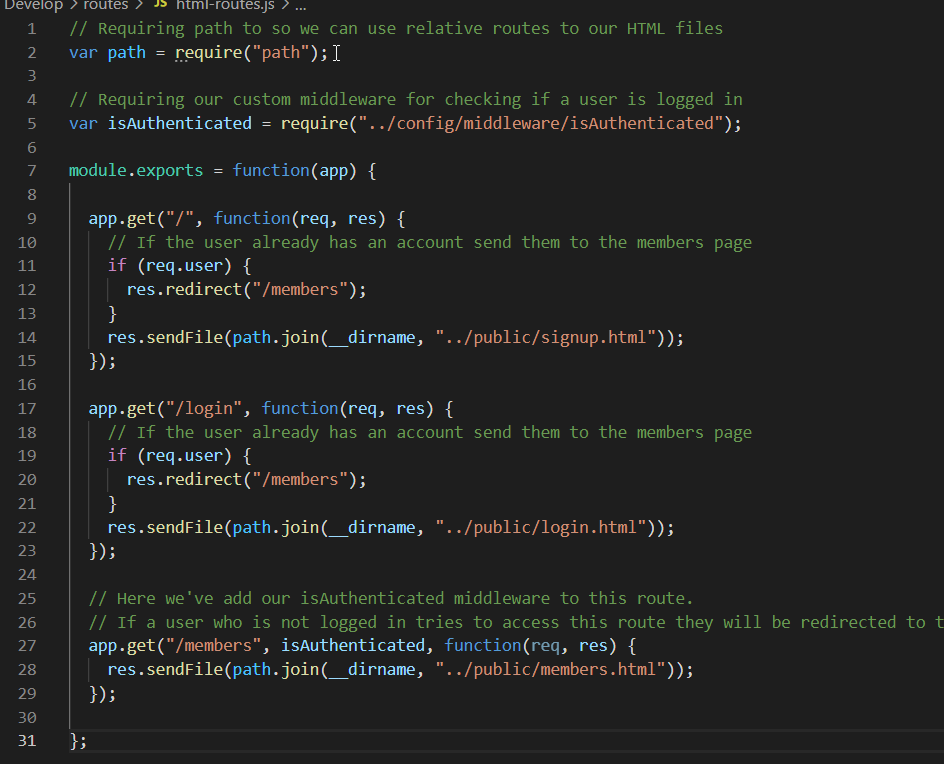 Develop > routes > JS html-routes.js > ...
1 // Requiring path to so we can use relative routes to our HTML files
2 var path = require("path");
3
4 // Requiring our custom middleware for checking if a user is logged in
5 var isAuthenticated = require("../config/middleware/isAuthenticated");
6
7 module.exports = function(app) {
8
9   app.get("/", function(req, res) {
10     // If the user already has an account send them to the members page
11     if (req.user) {
12       res.redirect("/members");
13     }
14     res.sendFile(path.join(__dirname, "../public/signup.html"));
15   });
16
17   app.get("/login", function(req, res) {
18     // If the user already has an account send them to the members page
19     if (req.user) {
20       res.redirect("/members");
21     }
22     res.sendFile(path.join(__dirname, "../public/login.html"));
23   });
24
25   // Here we've add our isAuthenticated middleware to this route.
26   // If a user who is not logged in tries to access this route they will be redirected to t
27   app.get("/members", isAuthenticated, function(req, res) {
28     res.sendFile(path.join(__dirname, "../public/members.html"));
29   });
30
31 };